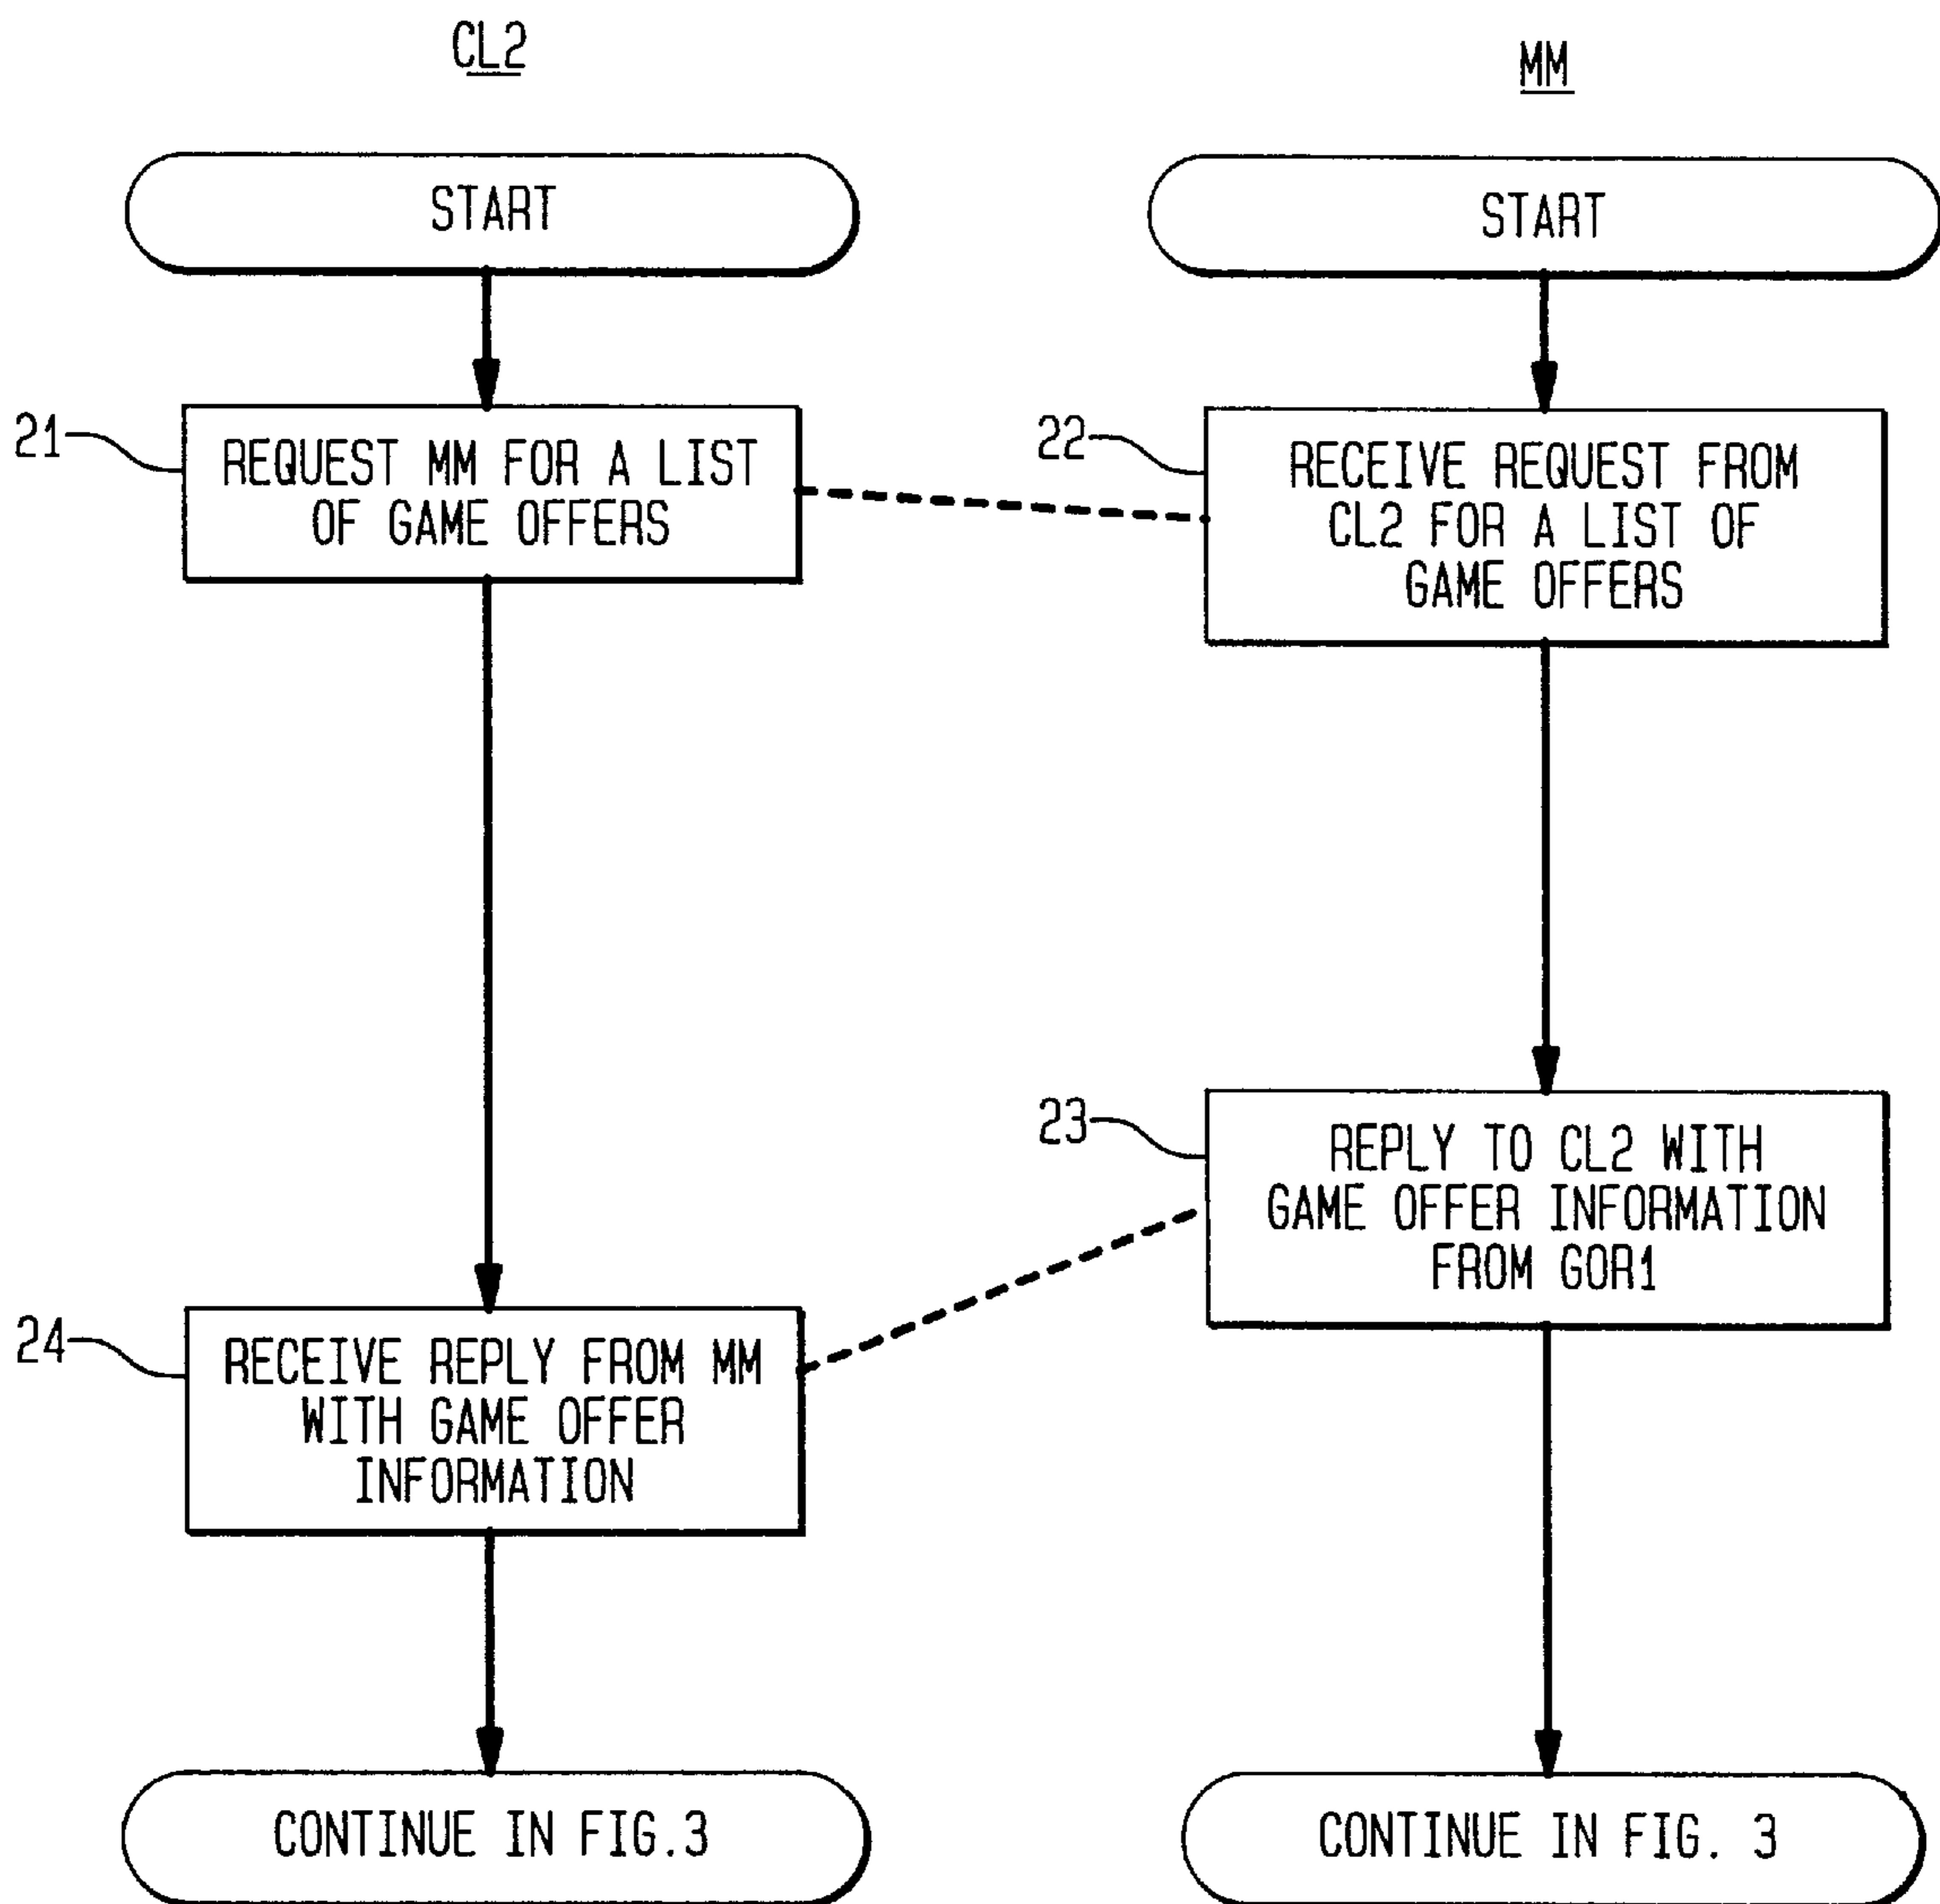 CL2
MM
START
START
21
REQUEST MM FOR A LIST
OF GAME OFFERS
22
RECEIVE REQUEST FROM
CL2 FOR A LIST OF
GAME OFFERS
23
REPLY TO CL2 WITH
GAME OFFER INFORMATION
FROM GOR1
24
RECEIVE REPLY FROM MM
WITH GAME OFFER
INFORMATION
CONTINUE IN FIG.3
CONTINUE IN FIG. 3